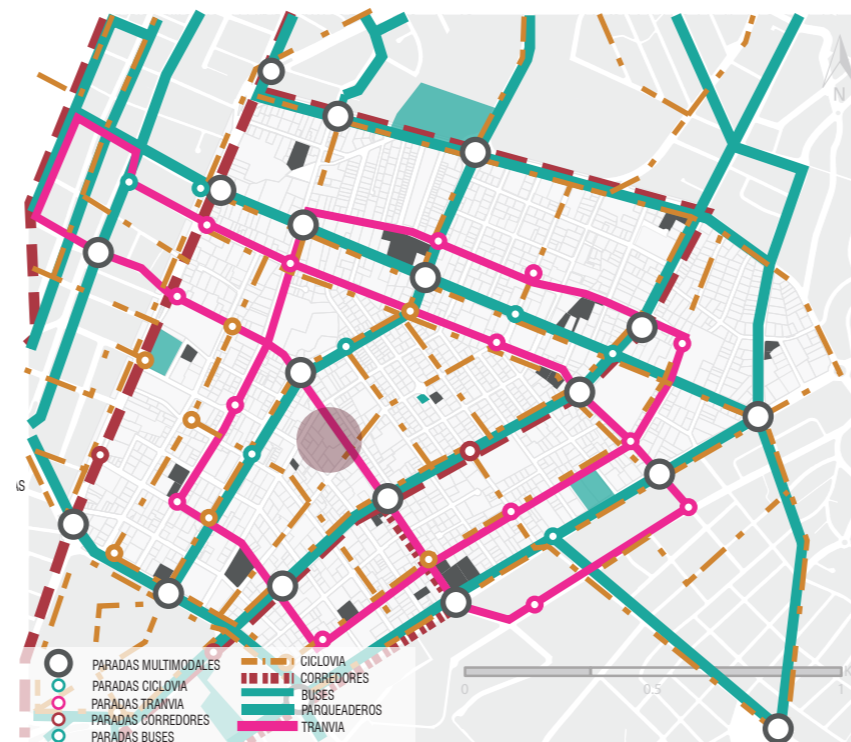 N
AS
PARADAS MULTIMODALES
PARADAS CICLOVIA
PARADAS TRANVIA
PARADAS CORREDORES
PARADAS BUSES
CICLOVIA
CORREDORES
BUSES
PARQUEADEROS
TRANVIA
0 0.5 1
K